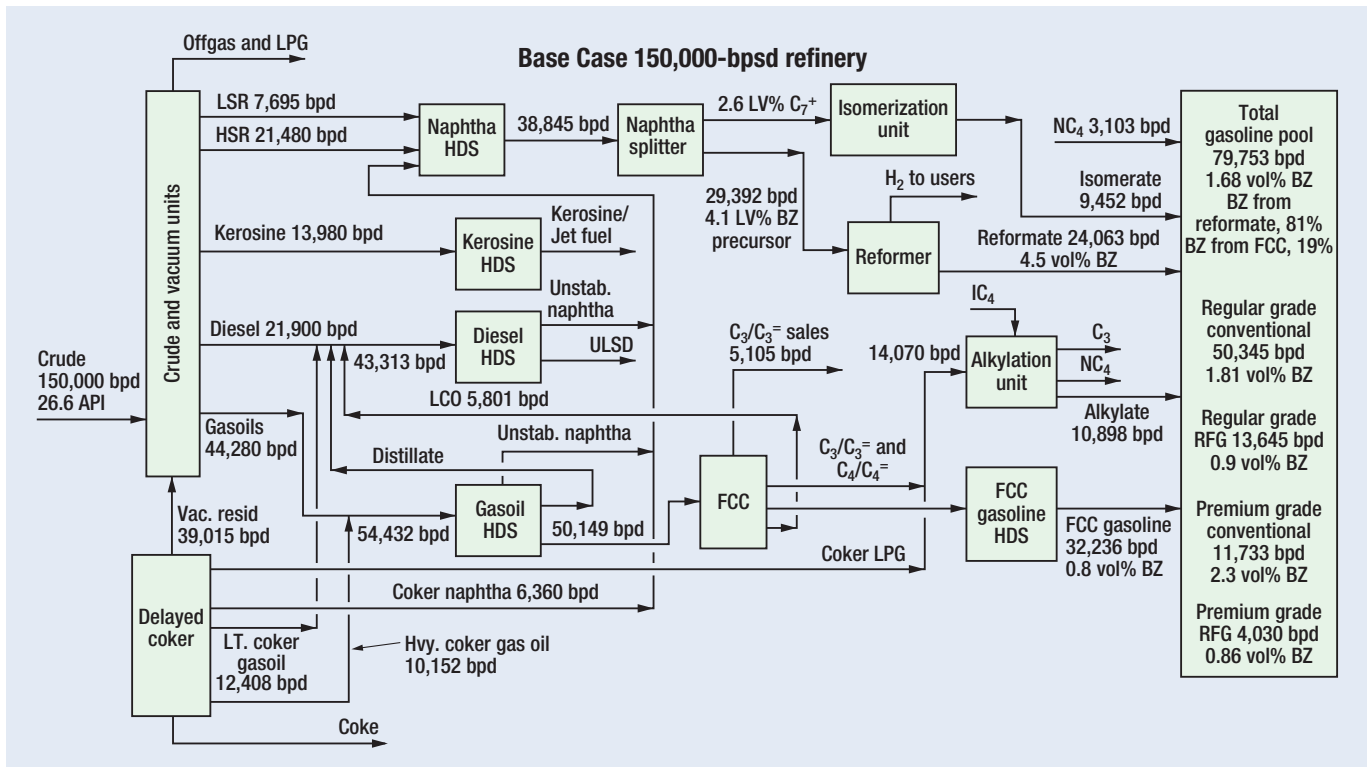 Base Case 150,000-bpsd refinery
Offgas and LPG
LSR 7,695 bpd
HSR 21,480 bpd
Naphtha
HDS
38,845 bpd
Naphtha
splitter
2.6 LV% C₇⁺
Isomerization
unit
NC₄ 3,103 bpd
Isomerate
9,452 bpd
29,392 bpd
4.1 LV% BZ
precursor
H₂ to users
Reformer
Reformate 24,063 bpd
4.5 vol% BZ
Crude and vacuum units
Kerosine 13,980 bpd
Kerosine
HDS
Kerosine/
Jet fuel
Diesel 21,900 bpd
43,313 bpd
Diesel
HDS
Unstab.
naphtha
ULSD
LCO 5,801 bpd
C₃/C₃⁼ sales
5,105 bpd
IC₄
14,070 bpd
Alkylation
unit
C₃
NC₄
Alkylate
10,898 bpd
Crude
150,000 bpd
26.6 API
Gasoils
44,280 bpd
Unstab. naphtha
Distillate
54,432 bpd
Gasoil
HDS
50,149 bpd
FCC
C₃/C₃⁼ and
C₄/C₄⁼
FCC
gasoline
HDS
FCC gasoline
32,236 bpd
0.8 vol% BZ
Vac. resid
39,015 bpd
Coker LPG
Coker naphtha 6,360 bpd
Delayed
coker
LT. coker
gasoil
12,408 bpd
Hvy. coker gas oil
10,152 bpd
Coke
Total
gasoline pool
79,753 bpd
1.68 vol% BZ
BZ from
reformate, 81%
BZ from FCC, 19%
Regular grade
conventional
50,345 bpd
1.81 vol% BZ
Regular grade
RFG 13,645 bpd
0.9 vol% BZ
Premium grade
conventional
11,733 bpd
2.3 vol% BZ
Premium grade
RFG 4,030 bpd
0.86 vol% BZ